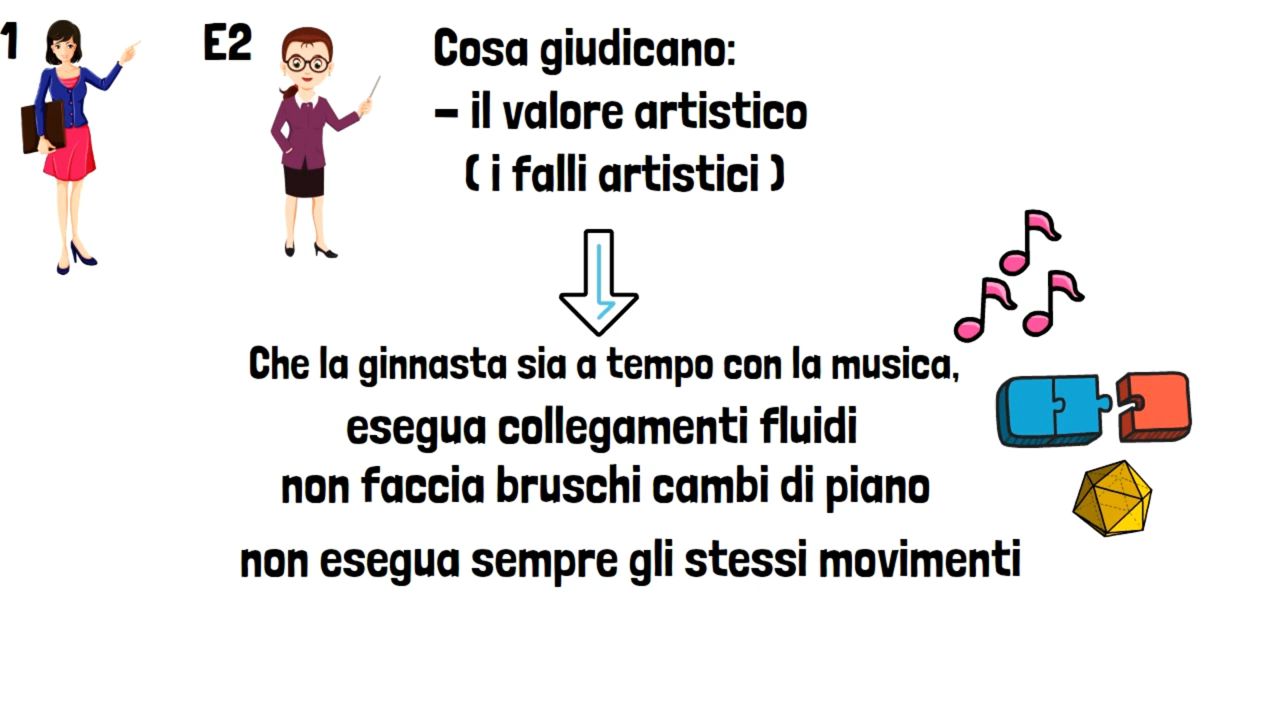 1
E2
Cosa giudicano:
- il valore artistico
( i falli artistici )
Che la ginnasta sia a tempo con la musica,
esegua collegamenti fluidi
non faccia bruschi cambi di piano
non esegua sempre gli stessi movimenti